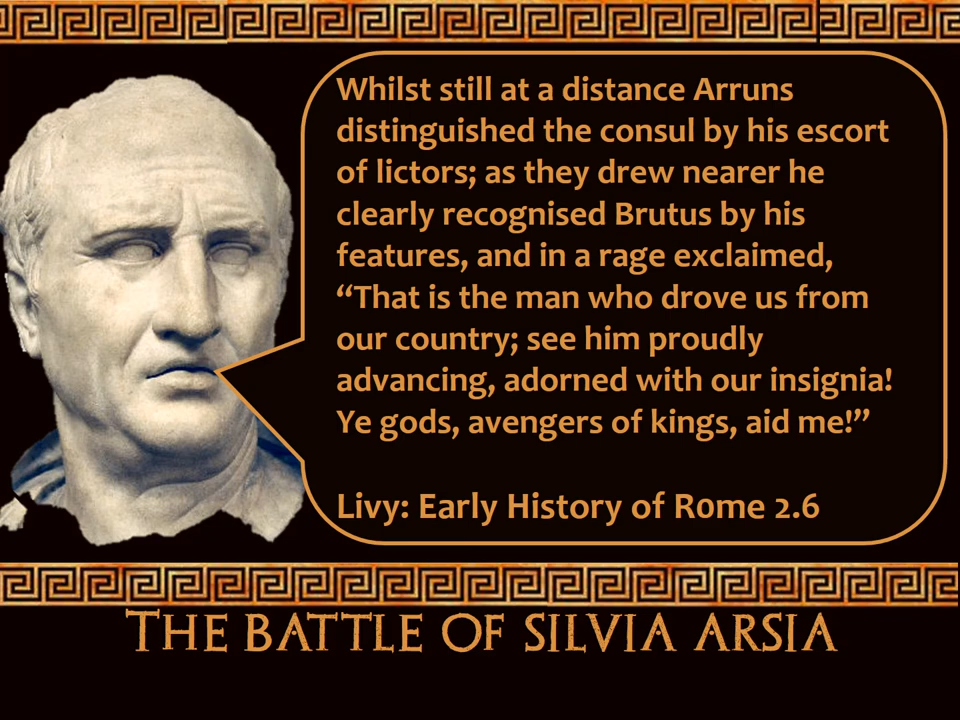 Whilst still at a distance Arruns
distinguished the consul by his escort
of lictors; as they drew nearer he
clearly recognised Brutus by his
features, and in a rage exclaimed,
“That is the man who drove us from
our country; see him proudly
advancing, adorned with our insignia!
Ye gods, avengers of kings, aid me!”
Livy: Early History of R0me 2.6
The Battle of Silvia Arsia